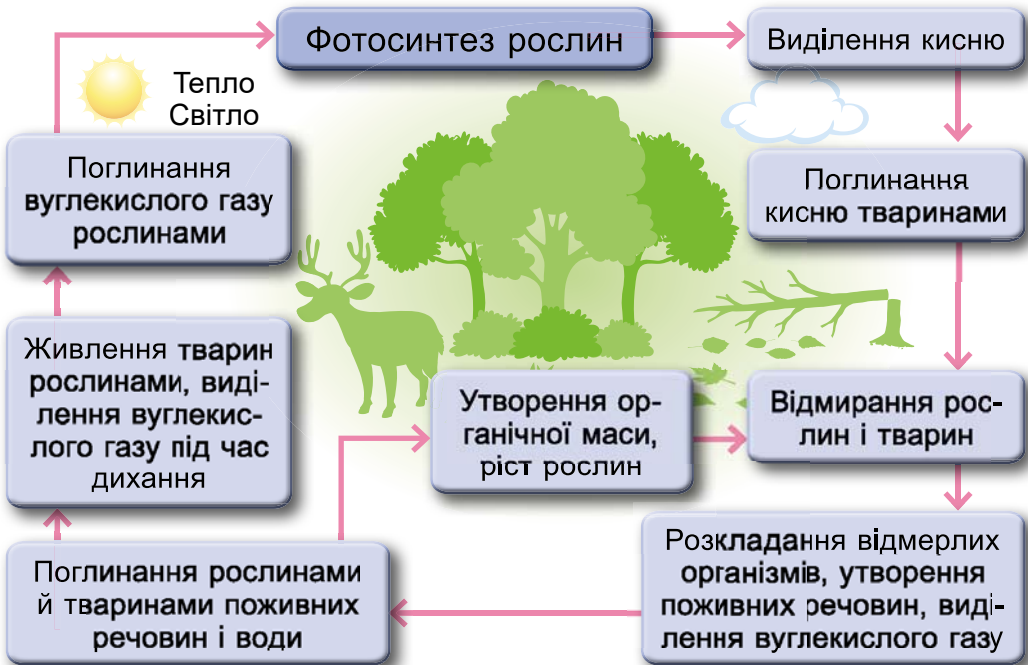 Фотосинтез рослин
Виділення кисню
Тепло
Світло
Поглинання
вуглекислого газу
рослинами
Поглинання
кисню тваринами
Живлення тварин
рослинами, виді-
лення вуглекис-
лого газу під час
дихання
Утворення ор-
ганічної маси,
ріст рослин
Відмирання рос-
лин і тварин
Поглинання рослинами
й тваринами поживних
речовин і води
Розкладання відмерлих
організмів, утворення
поживних речовин, виді-
лення вуглекислого газу